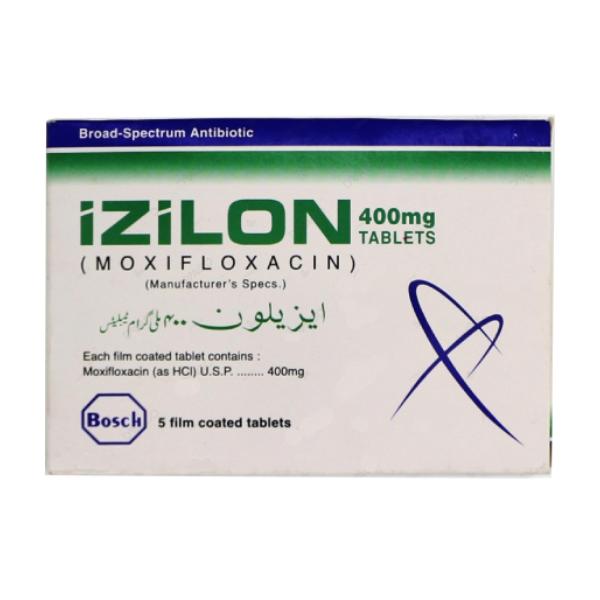 Broad-Spectrum Antibiotic
iZiLON 400mg TABLETS
(MOXIFLOXACIN)
(Manufacturer's Specs.)
ایزیلون ۴۰۰ ملی گرام ٹیبلیٹس
Each film coated tablet contains :
Moxifloxacin (as HCl) U.S.P. ........ 400mg
Bosch
5 film coated tablets